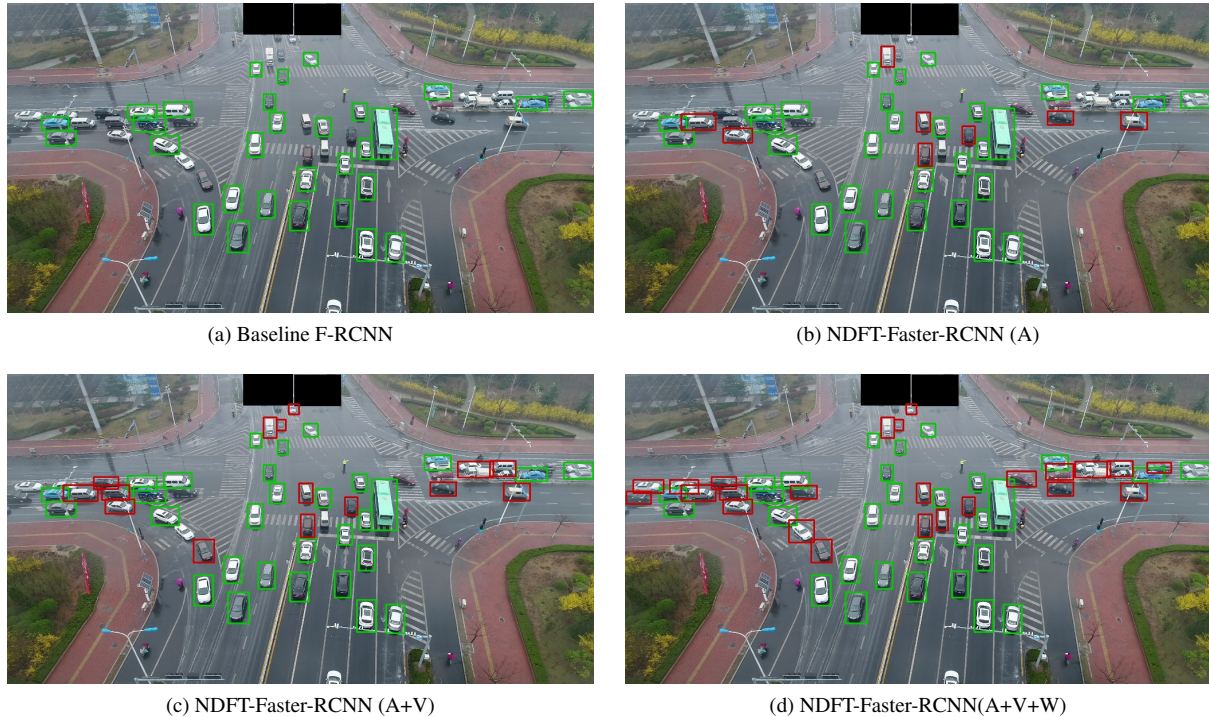 (a) Baseline F-RCNN
(b) NDFT-Faster-RCNN (A)
(c) NDFT-Faster-RCNN (A+V)
(d) NDFT-Faster-RCNN(A+V+W)